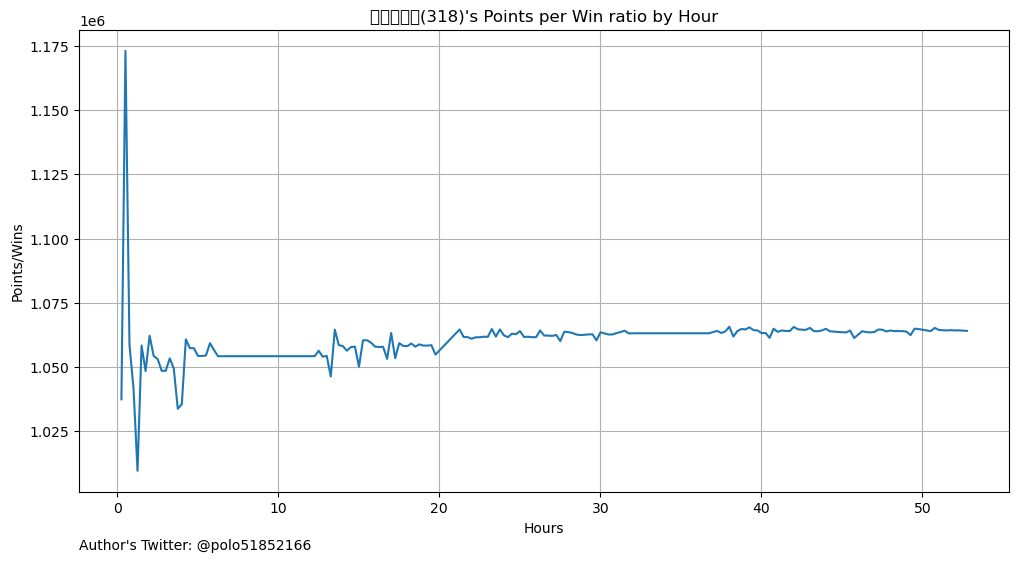 1e6
(318)'s Points per Win ratio by Hour
1.175
1.150
1.125
1.100
1.075
1.050
1.025
Points/Wins
0 10 20 30 40 50
Hours
Author's Twitter: @polo51852166